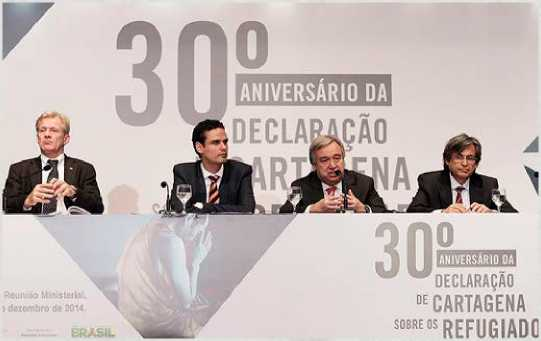 30º
ANIVERSÁRIO DA
DECLARAÇÃO
CARTAGENA
30º
ANIVERSÁRIO DA
DECLARAÇÃO
DE CARTAGENA
SOBRE OS REFUGIADO
Reunião Ministerial,
dezembro de 2014.
BRASIL